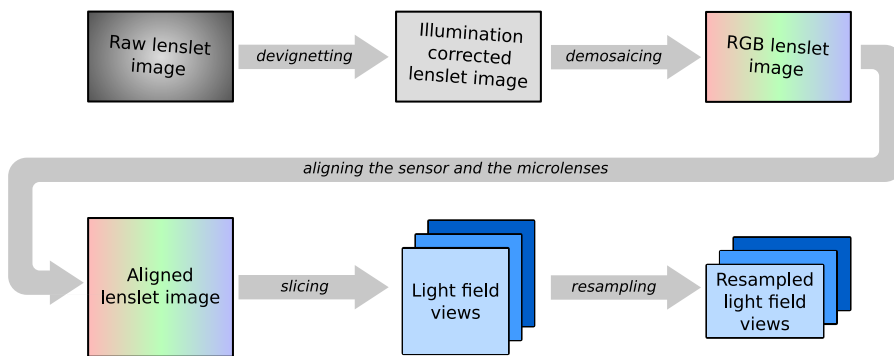 Raw lenslet
image
devignetting
Illumination
corrected
lenslet image
demosaicing
RGB lenslet
image
aligning the sensor and the microlenses
Aligned
lenslet image
slicing
Light field
views
resampling
Resampled
light field
views